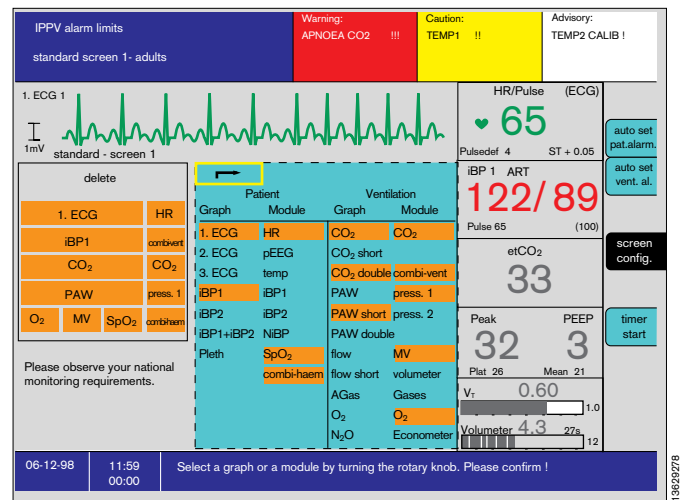 IPPV alarm limits
standard screen 1- adults
Warning:
APNOEA CO2 !!!
Caution:
TEMP1 !!
Advisory:
TEMP2 CALIB !
1. ECG 1
1mV
standard - screen 1
HR/Pulse (ECG)
65
Pulsedef 4 ST + 0.05
auto set
pat.alarm.
auto set
vent. al.
screen
config.
timer
start
delete
1. ECG HR
iBP1 combi-vent
CO2 CO2
PAW press. 1
O2 MV SpO2 combi-haem
Please observe your national
monitoring requirements.
Patient Ventilation
Graph Module Graph Module
1. ECG HR CO2 CO2
2. ECG pEEG CO2 short
3. ECG temp CO2 double combi-vent
iBP1 iBP1 PAW press. 1
iBP2 iBP2 PAW short press. 2
iBP1+iBP2 NiBP PAW double
Pleth SpO2 flow MV
combi-haem flow short volumeter
AGas Gases
O2 O2
N2O Econometer
iBP 1 ART
122/89
Pulse 65 (100)
etCO2
33
Peak PEEP
32 3
Plat 26 Mean 21
VT 0.60
1.0
Volumeter 4.3 27s
12
06-12-98 11:59
00:00
Select a graph or a module by turning the rotary knob. Please confirm !
13629278